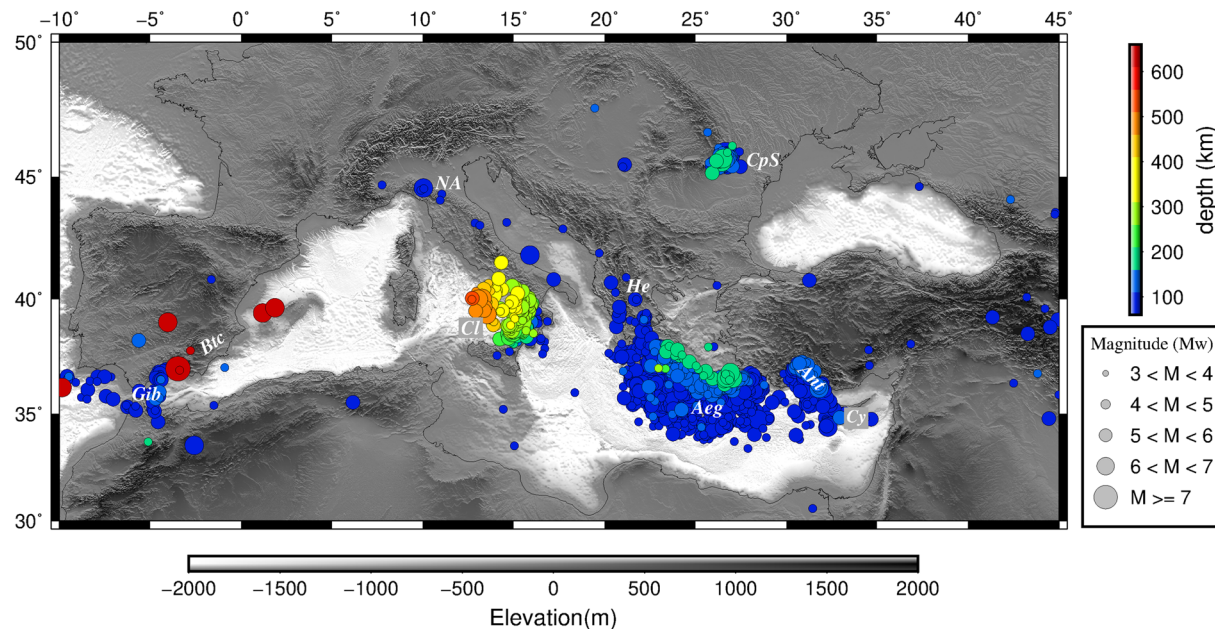 −10˚ −5˚ 0˚ 5˚ 10˚ 15˚ 20˚ 25˚ 30˚ 35˚ 40˚ 45˚
50˚
45˚
40˚
35˚
30˚
NA
CpS
He
Cl
Btc
Gib
Aeg
Ant
Cy
600
500
400
300
200
100
depth (km)
Magnitude (Mw)
3 < M < 4
4 < M < 5
5 < M < 6
6 < M < 7
M >= 7
−2000 −1500 −1000 −500 0 500 1000 1500 2000
Elevation(m)